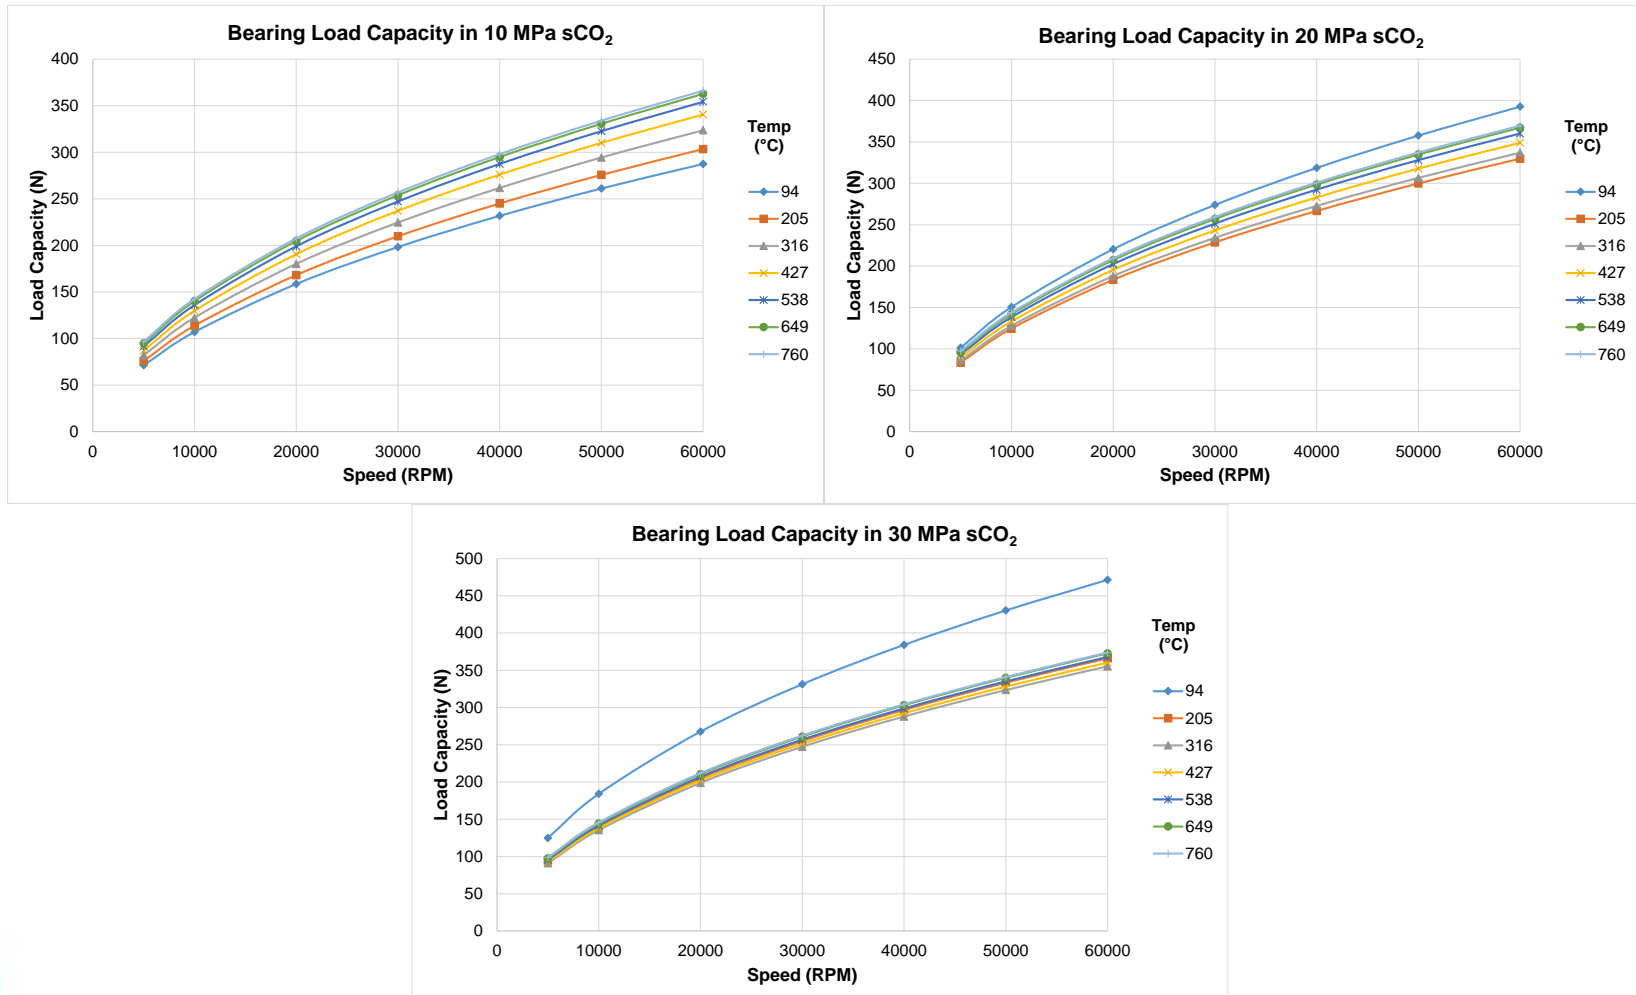 Bearing Load Capacity in 10 MPa sCO₂
400
350
300
250
200
150
100
50
0
Load Capacity (N)
0 10000 20000 30000 40000 50000 60000
Speed (RPM)
Temp
(°C)
94
205
316
427
538
649
760
Bearing Load Capacity in 20 MPa sCO₂
450
400
350
300
250
200
150
100
50
0
Load Capacity (N)
0 10000 20000 30000 40000 50000 60000
Speed (RPM)
Temp
(°C)
94
205
316
427
538
649
760
Bearing Load Capacity in 30 MPa sCO₂
500
450
400
350
300
250
200
150
100
50
0
Load Capacity (N)
0 10000 20000 30000 40000 50000 60000
Speed (RPM)
Temp
(°C)
94
205
316
427
538
649
760